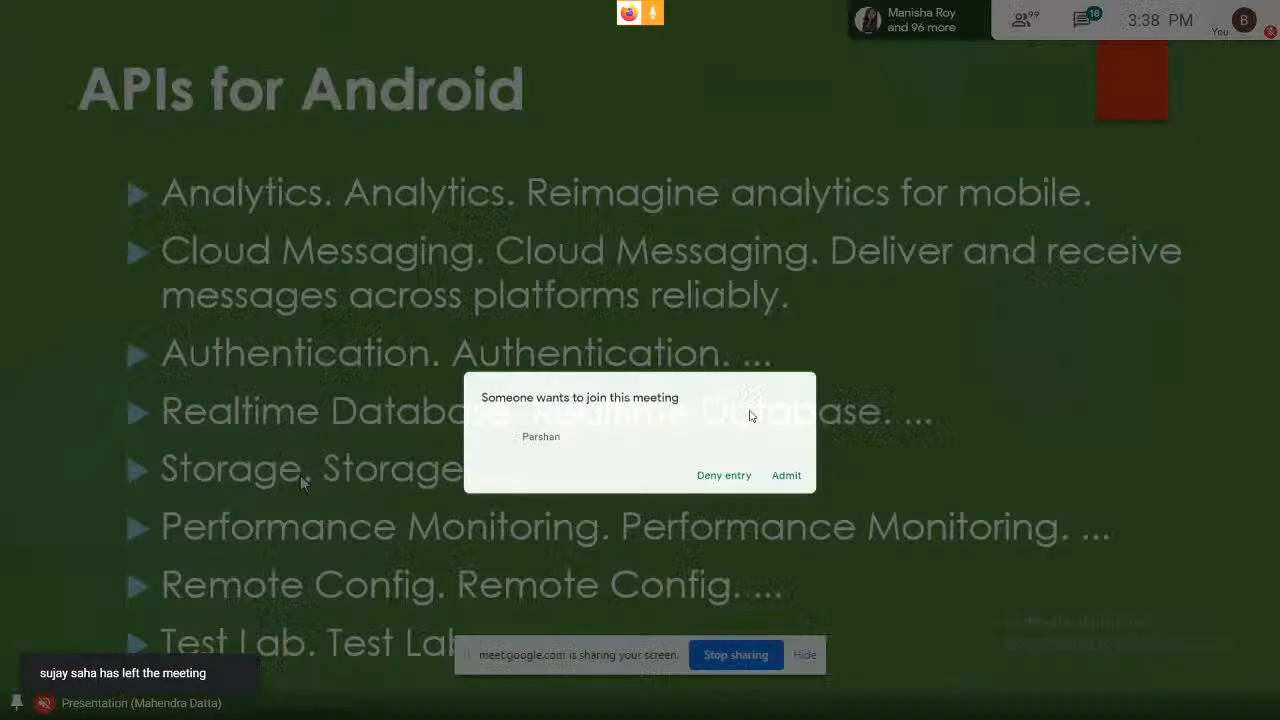 Manisha Roy
and 96 more
99
18
3:38 PM
You
B
APIs for Android
Analytics. Analytics. Reimagine analytics for mobile.
Cloud Messaging. Cloud Messaging. Deliver and receive
messages across platforms reliably.
Authentication. Authentication. ...
Someone wants to join this meeting
Realtime Database. Realtime Database. ...
Parshan
Storage. Storage
Deny entry Admit
Performance Monitoring. Performance Monitoring. ...
Remote Config. Remote Config. ...
Test Lab. Test Lab
meet.google.com is sharing your screen. Stop sharing Hide
sujay saha has left the meeting
Presentation (Mahendra Datta)